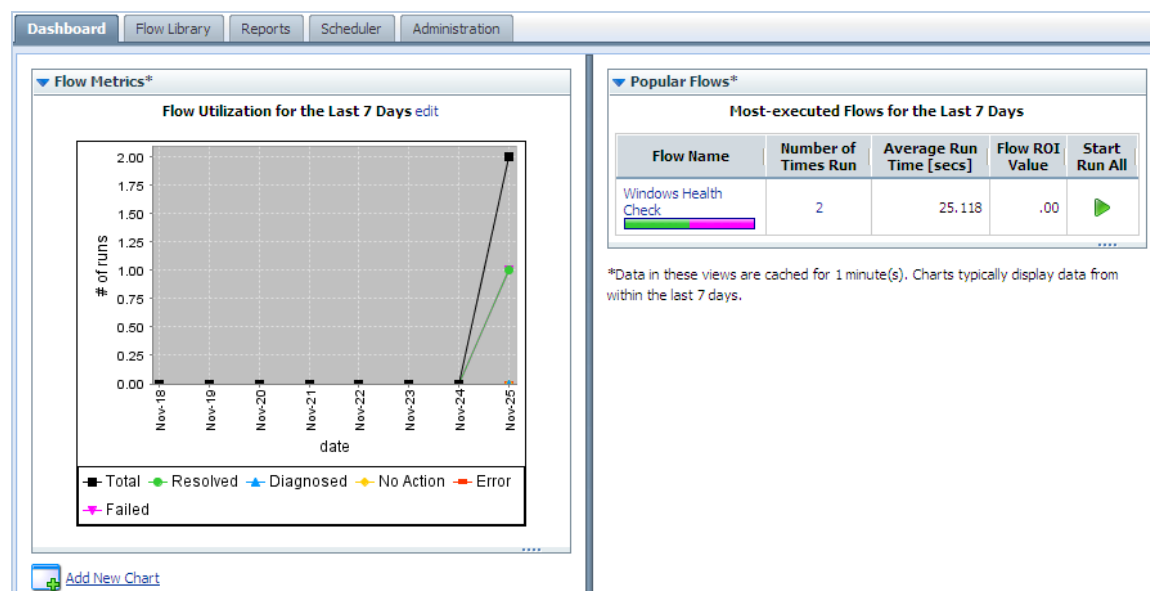 Dashboard Flow Library Reports Scheduler Administration
Flow Metrics*
Flow Utilization for the Last 7 Days edit
2.00
1.75
1.50
1.25
1.00
0.75
0.50
0.25
0.00
# of runs
Nov-18 Nov-19 Nov-20 Nov-21 Nov-22 Nov-23 Nov-24 Nov-25
date
Total Resolved Diagnosed No Action Error
Failed
Add New Chart
Popular Flows*
Most-executed Flows for the Last 7 Days
Flow Name Number of Times Run Average Run Time [secs] Flow ROI Value Start Run All
Windows Health
Check
2 25.118 .00
*Data in these views are cached for 1 minute(s). Charts typically display data from
within the last 7 days.